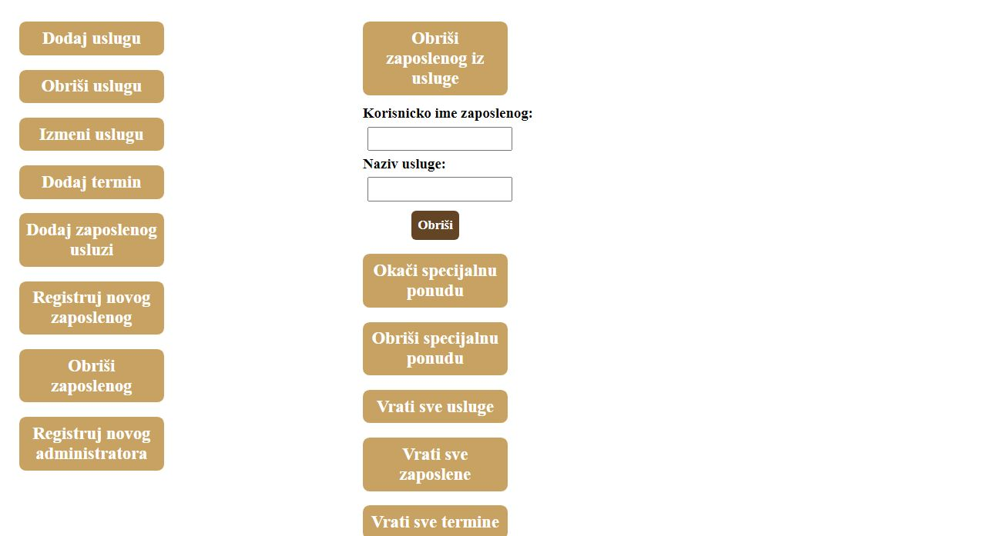 Dodaj uslugu
Obriši uslugu
Izmeni uslugu
Dodaj termin
Dodaj zaposlenog
usluzi
Registruj novog
zaposlenog
Obriši
zaposlenog
Registruj novog
administratora
Obriši
zaposlenog iz
usluge
Korisnicko ime zaposlenog:
Naziv usluge:
Obriši
Okači specijalnu
ponudu
Obriši specijalnu
ponudu
Vrati sve usluge
Vrati sve
zaposlene
Vrati sve termine